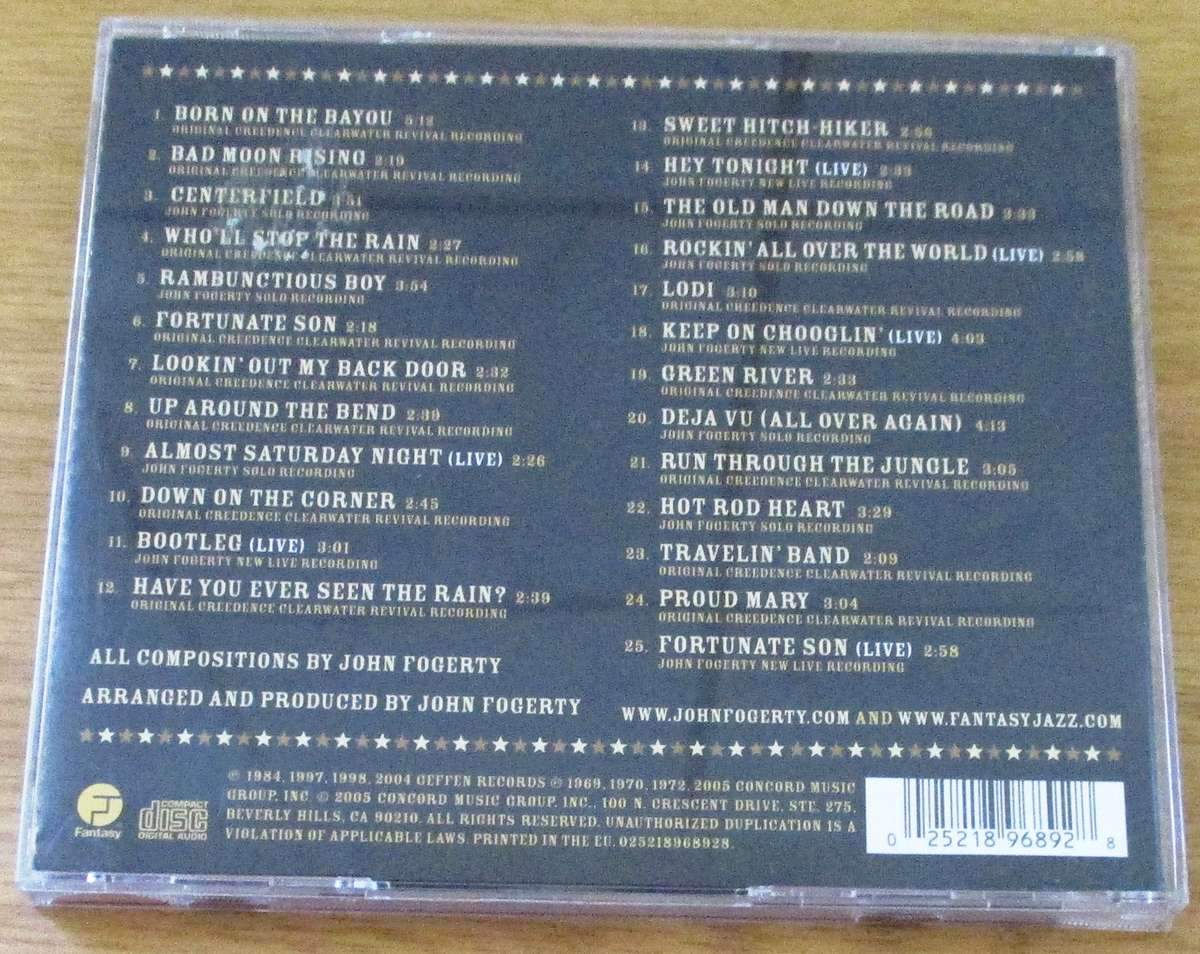 1. BORN ON THE BAYOU 5:12
ORIGINAL CREEDENCE CLEARWATER REVIVAL RECORDING
2. BAD MOON RISING 2:19
ORIGINAL CREEDENCE CLEARWATER REVIVAL RECORDING
3. CENTERFIELD 3:51
JOHN FOGERTY SOLO RECORDING
4. WHO'LL STOP THE RAIN 2:27
ORIGINAL CREEDENCE CLEARWATER REVIVAL RECORDING
5. RAMBUNCTIOUS BOY 3:54
JOHN FOGERTY SOLO RECORDING
6. FORTUNATE SON 2:18
ORIGINAL CREEDENCE CLEARWATER REVIVAL RECORDING
7. LOOKIN' OUT MY BACK DOOR 2:32
ORIGINAL CREEDENCE CLEARWATER REVIVAL RECORDING
8. UP AROUND THE BEND 2:39
ORIGINAL CREEDENCE CLEARWATER REVIVAL RECORDING
9. ALMOST SATURDAY NIGHT (LIVE) 2:26
JOHN FOGERTY SOLO RECORDING
10. DOWN ON THE CORNER 2:45
ORIGINAL CREEDENCE CLEARWATER REVIVAL RECORDING
11. BOOTLEG (LIVE) 3:01
JOHN FOGERTY NEW LIVE RECORDING
12. HAVE YOU EVER SEEN THE RAIN? 2:39
ORIGINAL CREEDENCE CLEARWATER REVIVAL RECORDING
ALL COMPOSITIONS BY JOHN FOGERTY
ARRANGED AND PRODUCED BY JOHN FOGERTY
13. SWEET HITCH-HIKER 2:56
ORIGINAL CREEDENCE CLEARWATER REVIVAL RECORDING
14. HEY TONIGHT (LIVE) 2:33
JOHN FOGERTY NEW LIVE RECORDING
15. THE OLD MAN DOWN THE ROAD 3:33
JOHN FOGERTY SOLO RECORDING
16. ROCKIN' ALL OVER THE WORLD (LIVE) 2:58
JOHN FOGERTY SOLO RECORDING
17. LODI 3:10
ORIGINAL CREEDENCE CLEARWATER REVIVAL RECORDING
18. KEEP ON CHOOGLIN' (LIVE) 4:09
JOHN FOGERTY NEW LIVE RECORDING
19. GREEN RIVER 2:33
ORIGINAL CREEDENCE CLEARWATER REVIVAL RECORDING
20. DEJA VU (ALL OVER AGAIN) 4:13
JOHN FOGERTY SOLO RECORDING
21. RUN THROUGH THE JUNGLE 3:05
ORIGINAL CREEDENCE CLEARWATER REVIVAL RECORDING
22. HOT ROD HEART 3:29
JOHN FOGERTY SOLO RECORDING
23. TRAVELIN' BAND 2:09
ORIGINAL CREEDENCE CLEARWATER REVIVAL RECORDING
24. PROUD MARY 3:04
ORIGINAL CREEDENCE CLEARWATER REVIVAL RECORDING
25. FORTUNATE SON (LIVE) 2:58
JOHN FOGERTY NEW LIVE RECORDING
WWW.JOHNFOGERTY.COM AND WWW.FANTASYJAZZ.COM
Fantasy
COMPACT
disc
DIGITAL AUDIO
℗ 1984, 1997, 1998, 2004 GEFFEN RECORDS ℗ 1969, 1970, 1972, 2005 CONCORD MUSIC
GROUP, INC. © 2005 CONCORD MUSIC GROUP, INC., 100 N. CRESCENT DRIVE, STE. 275,
BEVERLY HILLS, CA 90210. ALL RIGHTS RESERVED. UNAUTHORIZED DUPLICATION IS A
VIOLATION OF APPLICABLE LAWS. PRINTED IN THE EU. 025218968928.
0 25218 96892 8